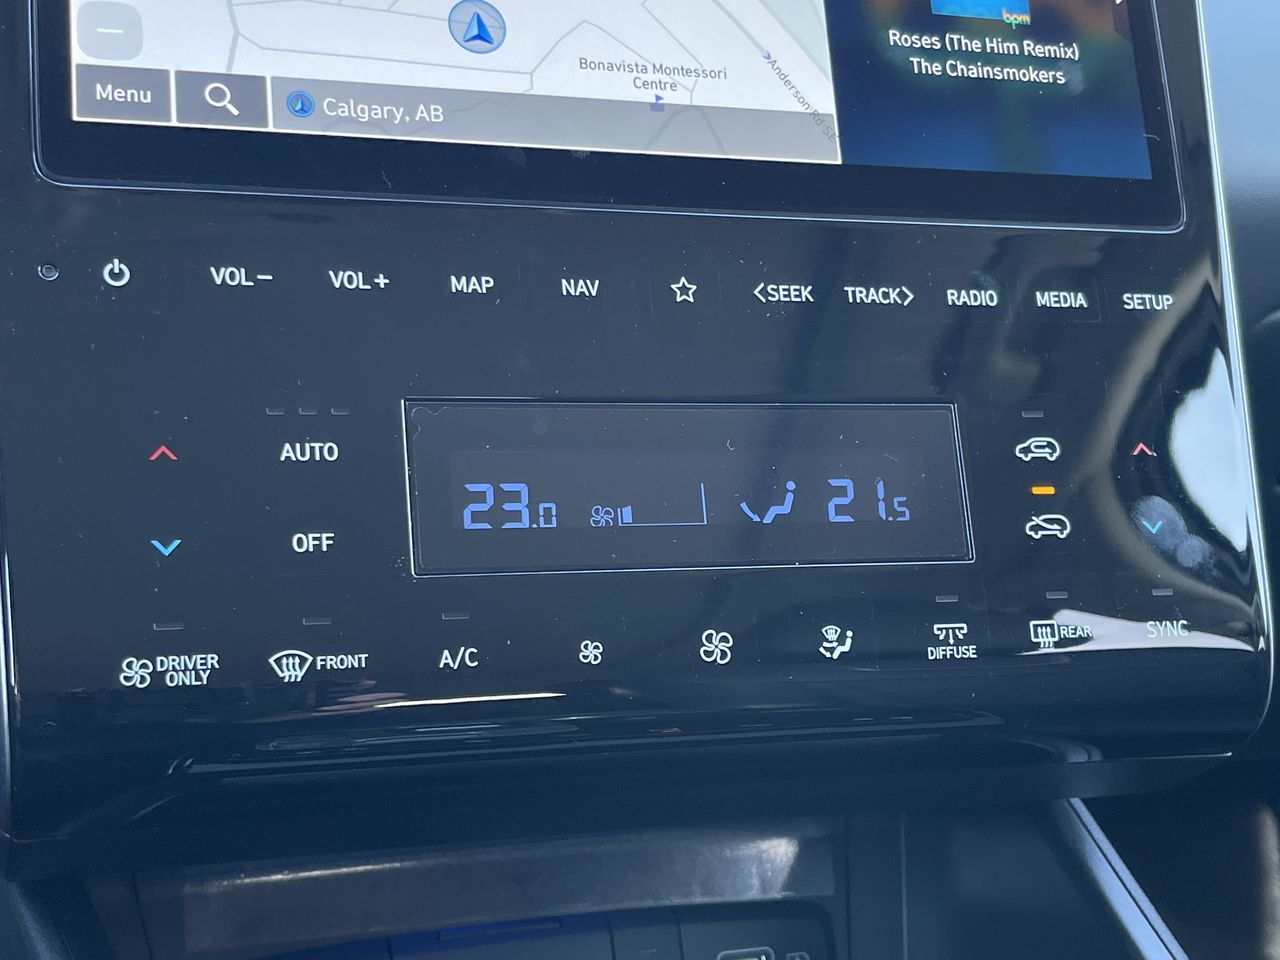 bpm
Roses (The Him Remix)
The Chainsmokers
Bonavista Montessori
Centre
Anderson Rd SE
Menu
Calgary, AB
VOL− VOL+ MAP NAV <SEEK TRACK> RADIO MEDIA SETUP
AUTO
23.0 21.5
OFF
DRIVER
ONLY
FRONT
A/C
DIFFUSE
REAR
SYNC